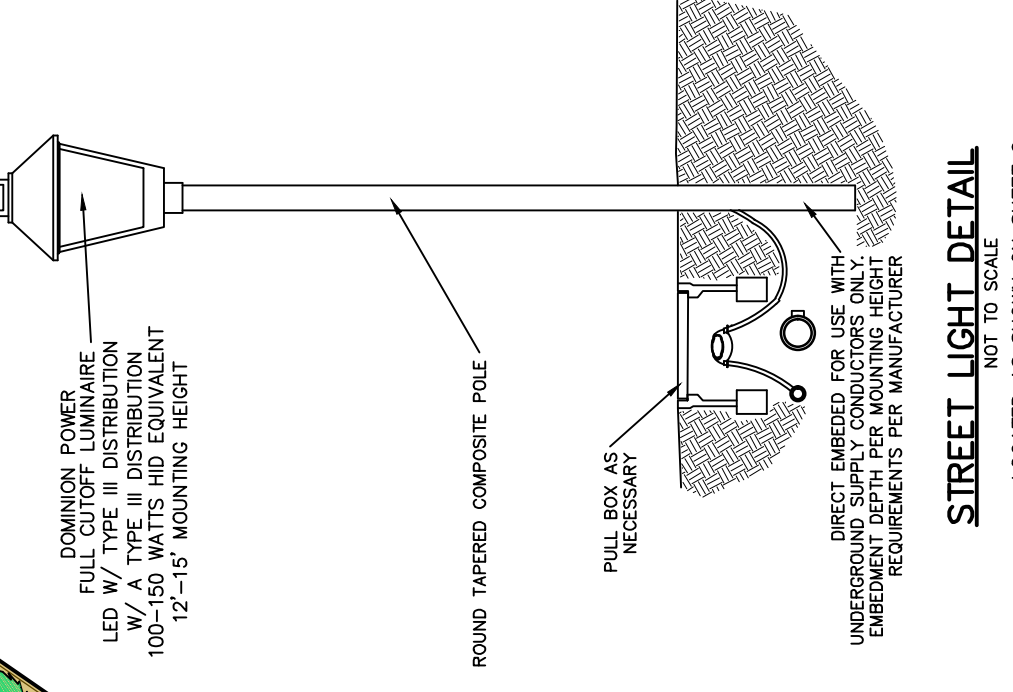 DOMINION POWER
FULL CUTOFF LUMINAIRE
LED W/ TYPE III DISTRIBUTION
W/ A TYPE III DISTRIBUTION
100-150 WATTS HID EQUIVALENT
12'-15' MOUNTING HEIGHT
ROUND TAPERED COMPOSITE POLE
PULL BOX AS
NECESSARY
DIRECT EMBEDED FOR USE WITH
UNDERGROUND SUPPLY CONDUCTORS ONLY.
EMBEDMENT DEPTH PER MOUNTING HEIGHT
REQUIREMENTS PER MANUFACTURER
STREET LIGHT DETAIL
NOT TO SCALE